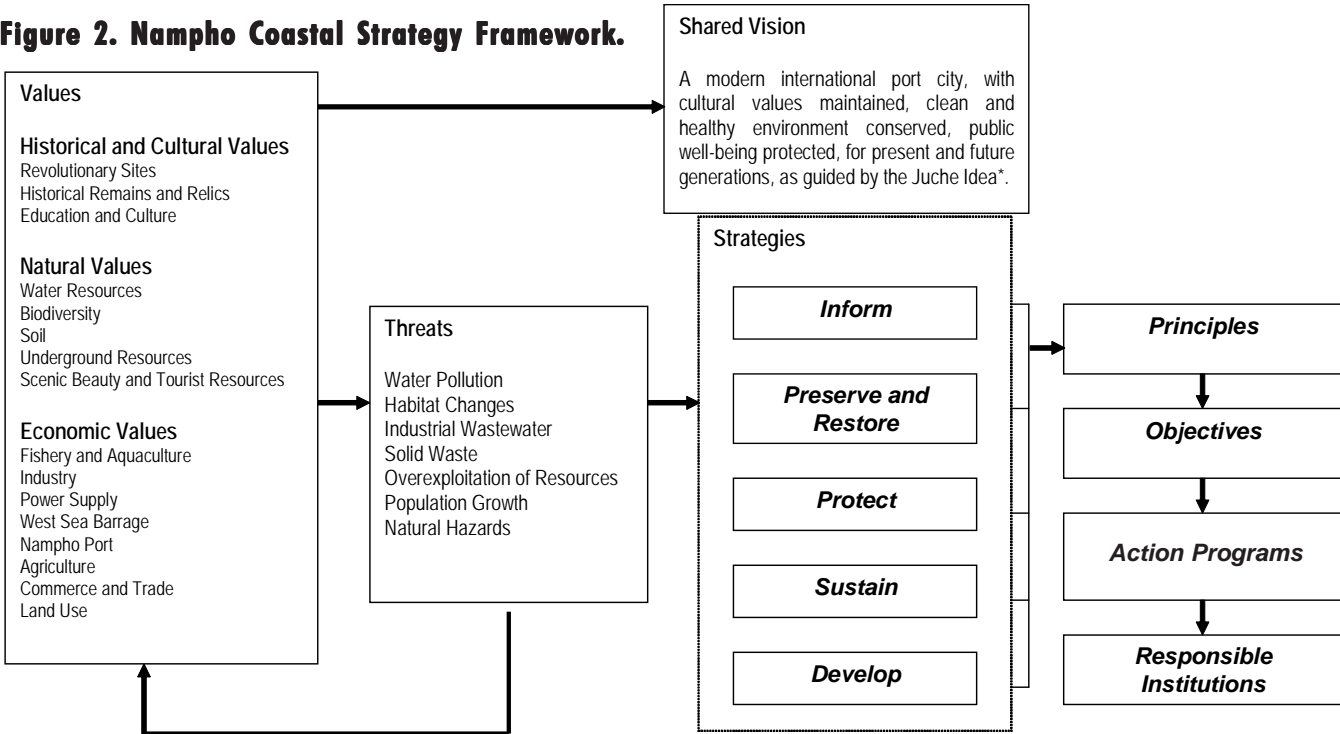 Figure 2. Nampho Coastal Strategy Framework.
Values
Historical and Cultural Values
Revolutionary Sites
Historical Remains and Relics
Education and Culture
Natural Values
Water Resources
Biodiversity
Soil
Underground Resources
Scenic Beauty and Tourist Resources
Economic Values
Fishery and Aquaculture
Industry
Power Supply
West Sea Barrage
Nampho Port
Agriculture
Commerce and Trade
Land Use
Threats
Water Pollution
Habitat Changes
Industrial Wastewater
Solid Waste
Overexploitation of Resources
Population Growth
Natural Hazards
Shared Vision
A modern international port city, with
cultural values maintained, clean and
healthy environment conserved, public
well-being protected, for present and future
generations, as guided by the Juche Idea*.
Strategies
Inform
Preserve and
Restore
Protect
Sustain
Develop
Principles
Objectives
Action Programs
Responsible
Institutions